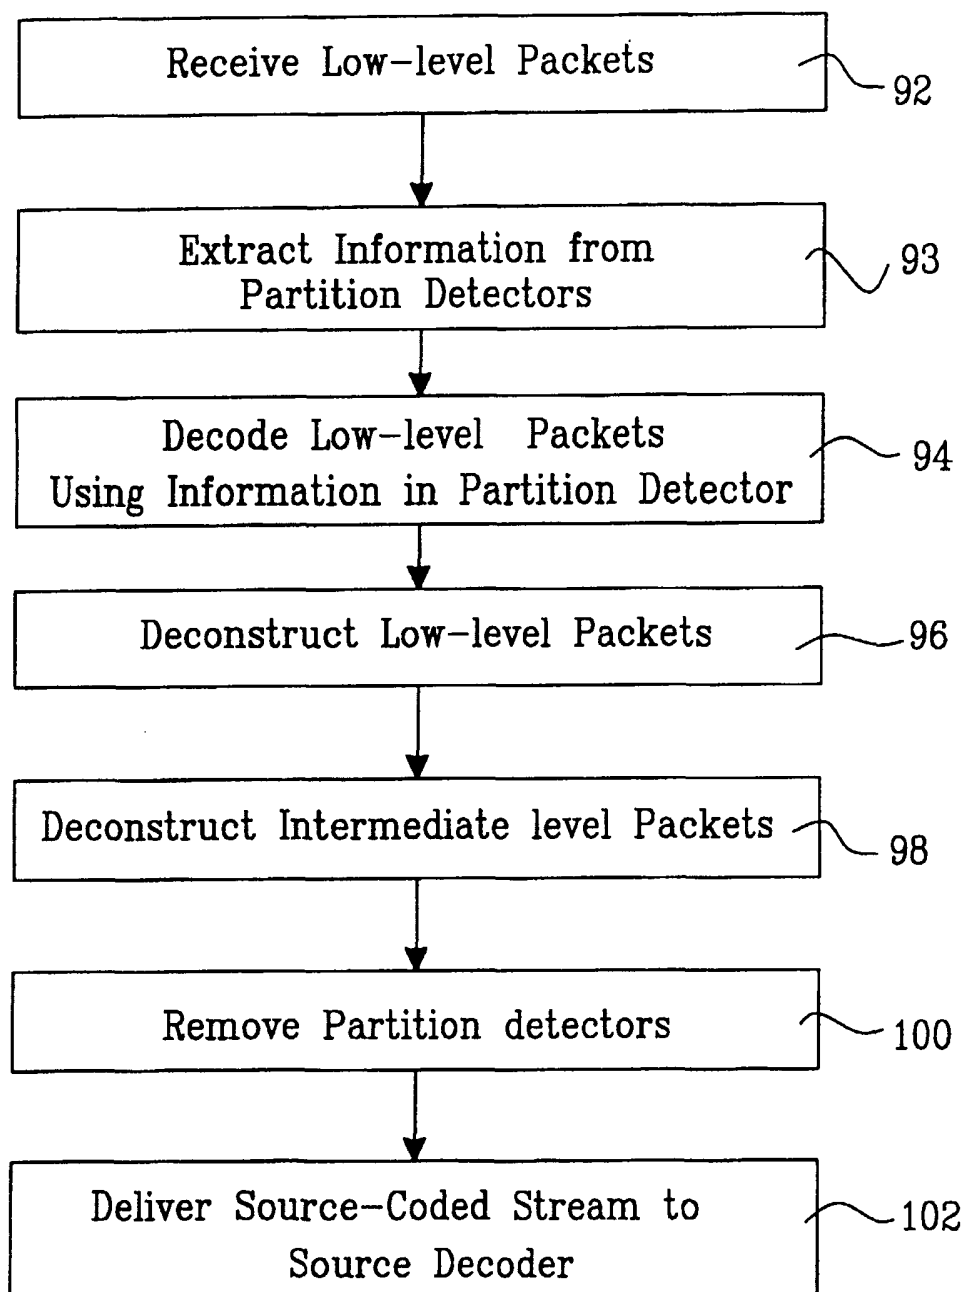 Receive Low-level Packets
92
Extract Information from
Partition Detectors
93
Decode Low-level Packets
Using Information in Partition Detector
94
Deconstruct Low-level Packets
96
Deconstruct Intermediate level Packets
98
Remove Partition detectors
100
Deliver Source-Coded Stream to
Source Decoder
102